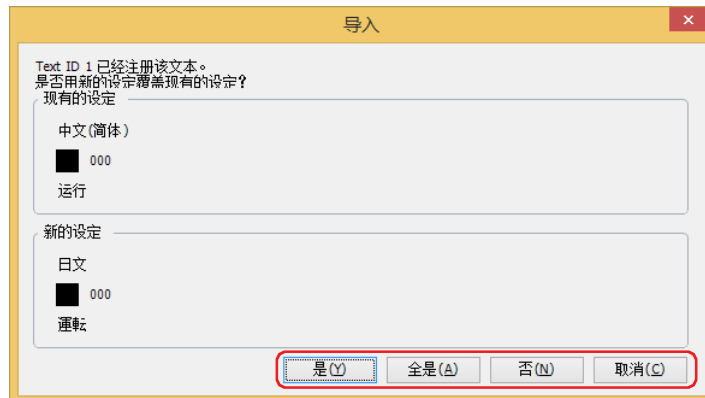 导入
Text ID 1 已经注册该文本。
是否用新的设定覆盖现有的设定？
现有的设定
中文(简体)
000
运行
新的设定
日文
000
運転
是(Y) 全是(A) 否(N) 取消(C)